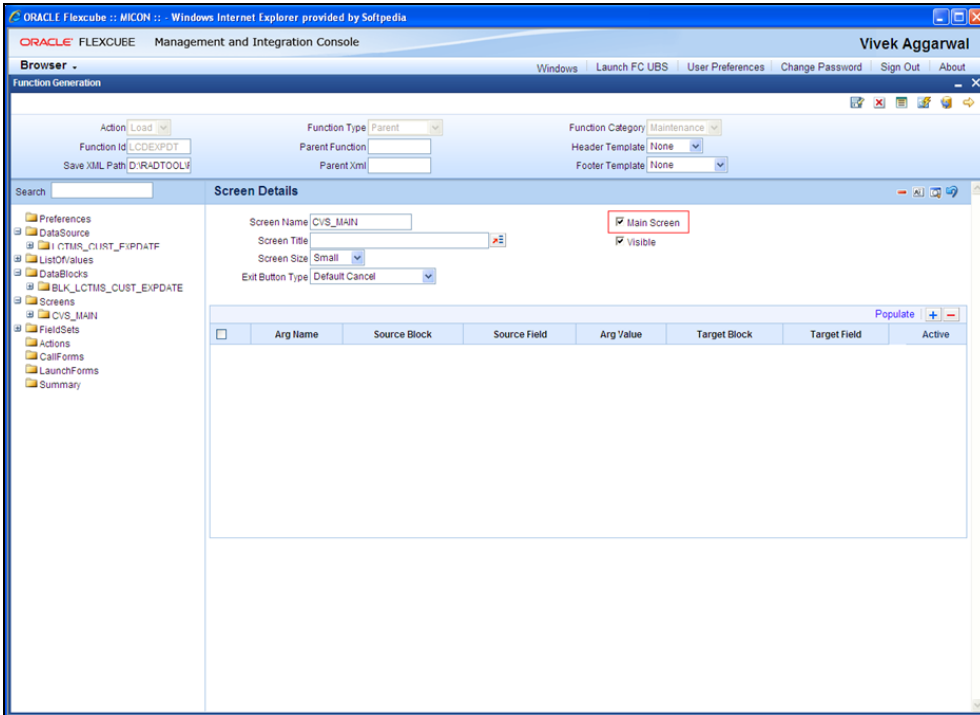 ORACLE Flexcube :: MICON :: - Windows Internet Explorer provided by Softpedia
ORACLE FLEXCUBE Management and Integration Console
Vivek Aggarwal
Browser
Windows Launch FC UBS User Preferences Change Password Sign Out About
Function Generation
Action Load Function Type Parent Function Category Maintenance
Function Id LCDEXPDT Parent Function Header Template None
Save XML Path D:\RADTOOL\F Parent Xml Footer Template None
Search
Screen Details
Preferences
DataSource
LCTMS_CUST_EXPDATE
ListOfValues
DataBlocks
BLK_LCTMS_CUST_EXPDATE
Screens
CVS_MAIN
FieldSets
Actions
CallForms
LaunchForms
Summary
Screen Name CVS_MAIN Main Screen
Screen Title Visible
Screen Size Small
Exit Button Type Default Cancel
Populate
Arg Name Source Block Source Field Arg Value Target Block Target Field Active